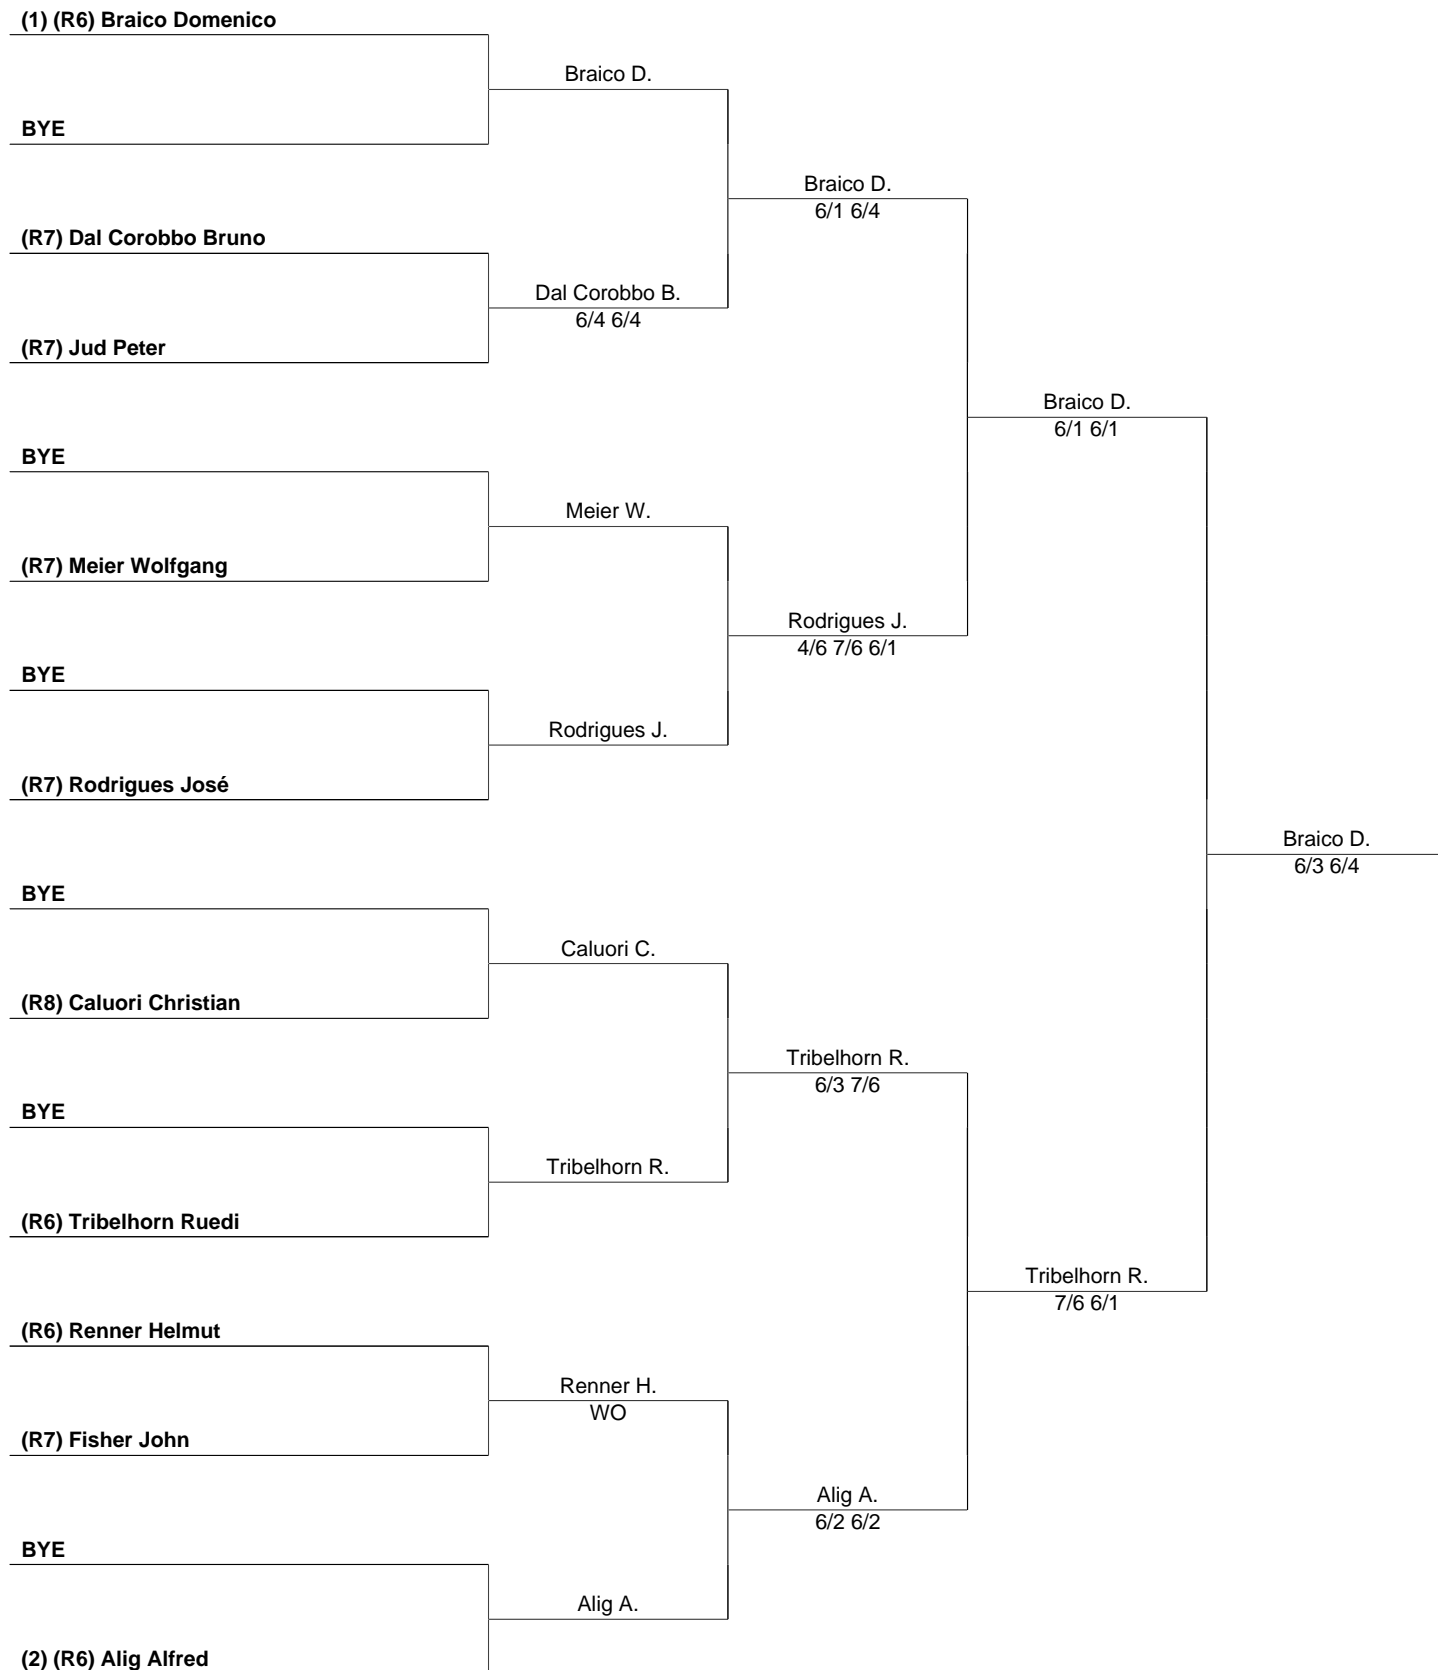 (1) (R6) Braico Domenico
Braico D.
BYE
Braico D.
6/1 6/4
(R7) Dal Corobbo Bruno
Dal Corobbo B.
6/4 6/4
(R7) Jud Peter
Braico D.
6/1 6/1
BYE
Meier W.
(R7) Meier Wolfgang
Rodrigues J.
4/6 7/6 6/1
BYE
Rodrigues J.
(R7) Rodrigues José
Braico D.
6/3 6/4
BYE
Caluori C.
(R8) Caluori Christian
Tribelhorn R.
6/3 7/6
BYE
Tribelhorn R.
(R6) Tribelhorn Ruedi
Tribelhorn R.
7/6 6/1
(R6) Renner Helmut
Renner H.
WO
(R7) Fisher John
Alig A.
6/2 6/2
BYE
Alig A.
(2) (R6) Alig Alfred